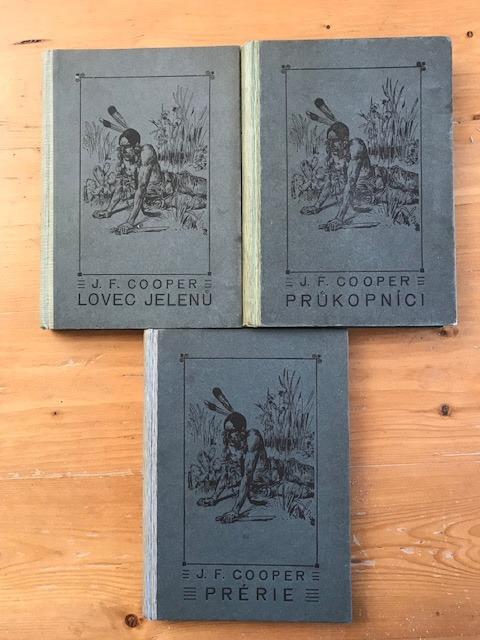 J. F. COOPER
LOVEC JELENŮ
J. F. COOPER
PRŮKOPNÍCI
J. F. COOPER
PRÉRIE